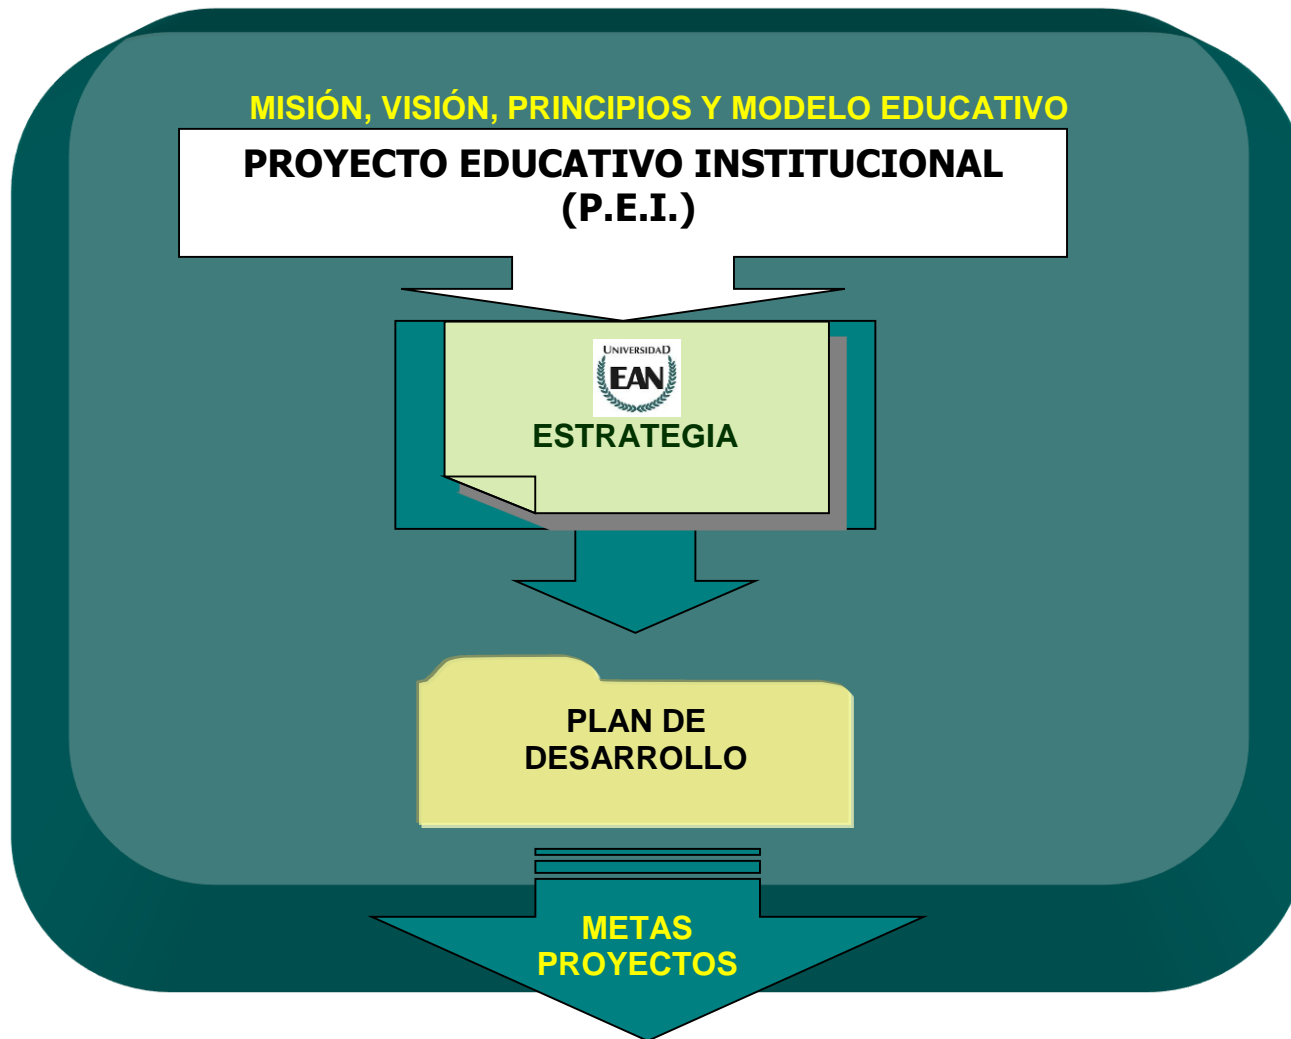 MISIÓN, VISIÓN, PRINCIPIOS Y MODELO EDUCATIVO
PROYECTO EDUCATIVO INSTITUCIONAL
(P.E.I.)
UNIVERSIDAD
EAN
ESTRATEGIA
PLAN DE
DESARROLLO
METAS
PROYECTOS